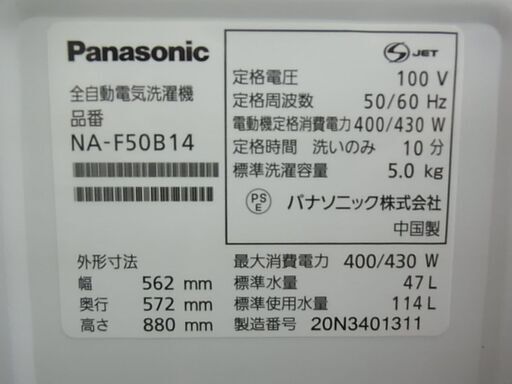 Panasonic
全自動電気洗濯機
品番
NA-F50B14
外形寸法
幅 562 mm
奥行 572 mm
高さ 880 mm
S JET
定格電圧 100 V
定格周波数 50/60 Hz
電動機定格消費電力 400/430 W
定格時間 洗いのみ 10分
標準洗濯容量 5.0 kg
PSE パナソニック株式会社
中国製
最大消費電力 400/430 W
標準水量 47 L
標準使用水量 114 L
製造番号 20N3401311